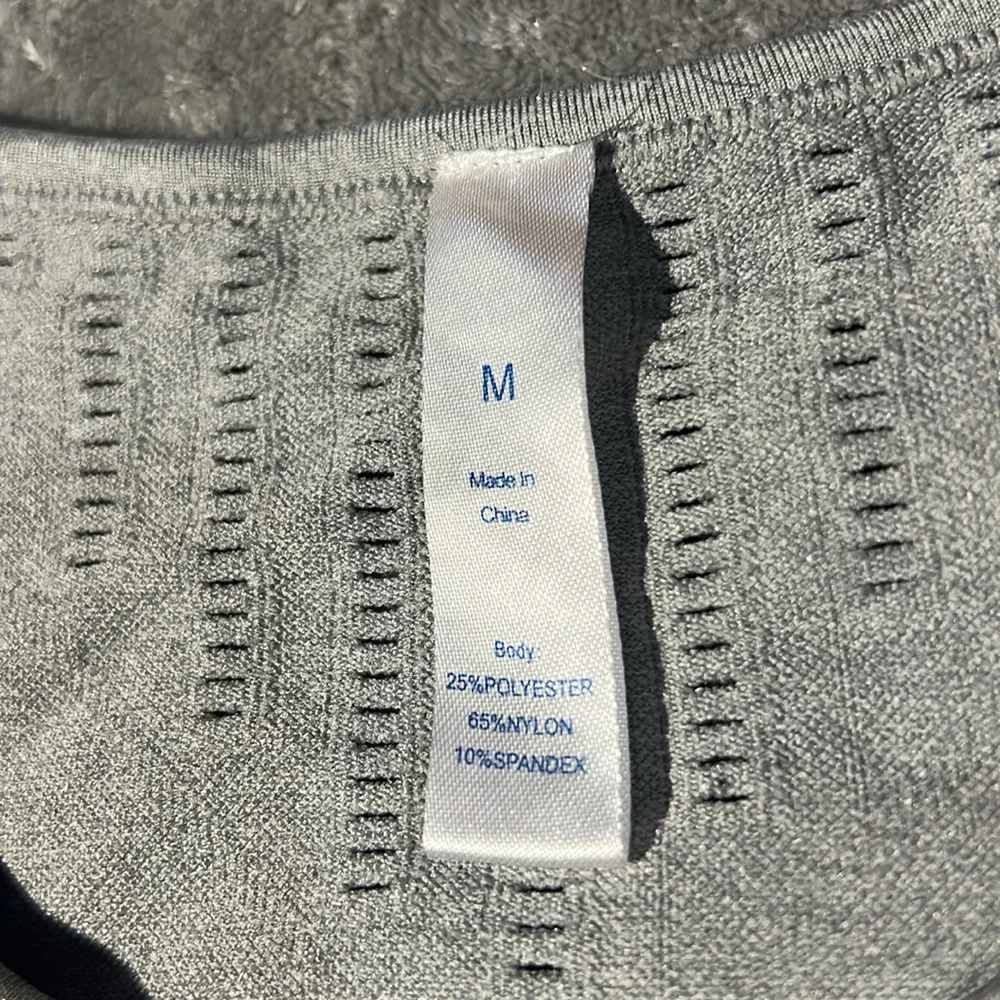 M
Made In
China
Body:
25%POLYESTER
65%NYLON
10%SPANDEX